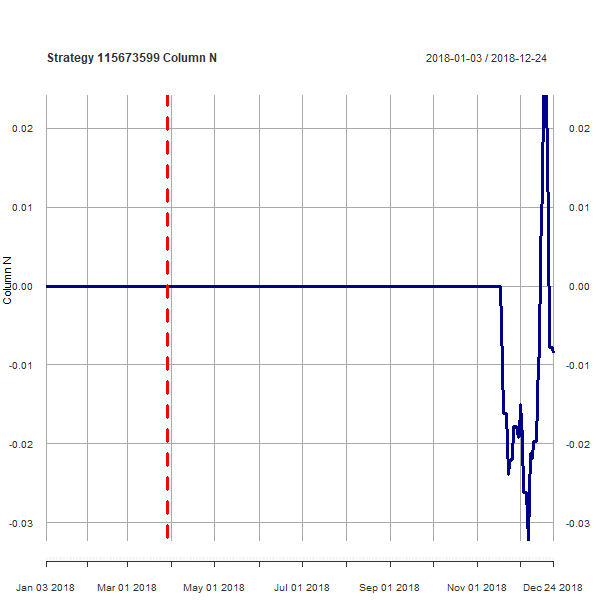 Strategy 115673599 Column N
2018-01-03 / 2018-12-24
0.02
0.01
0.00
-0.01
-0.02
-0.03
Column N
0.02
0.01
0.00
-0.01
-0.02
-0.03
Jan 03 2018
Mar 01 2018
May 01 2018
Jul 01 2018
Sep 01 2018
Nov 01 2018
Dec 24 2018